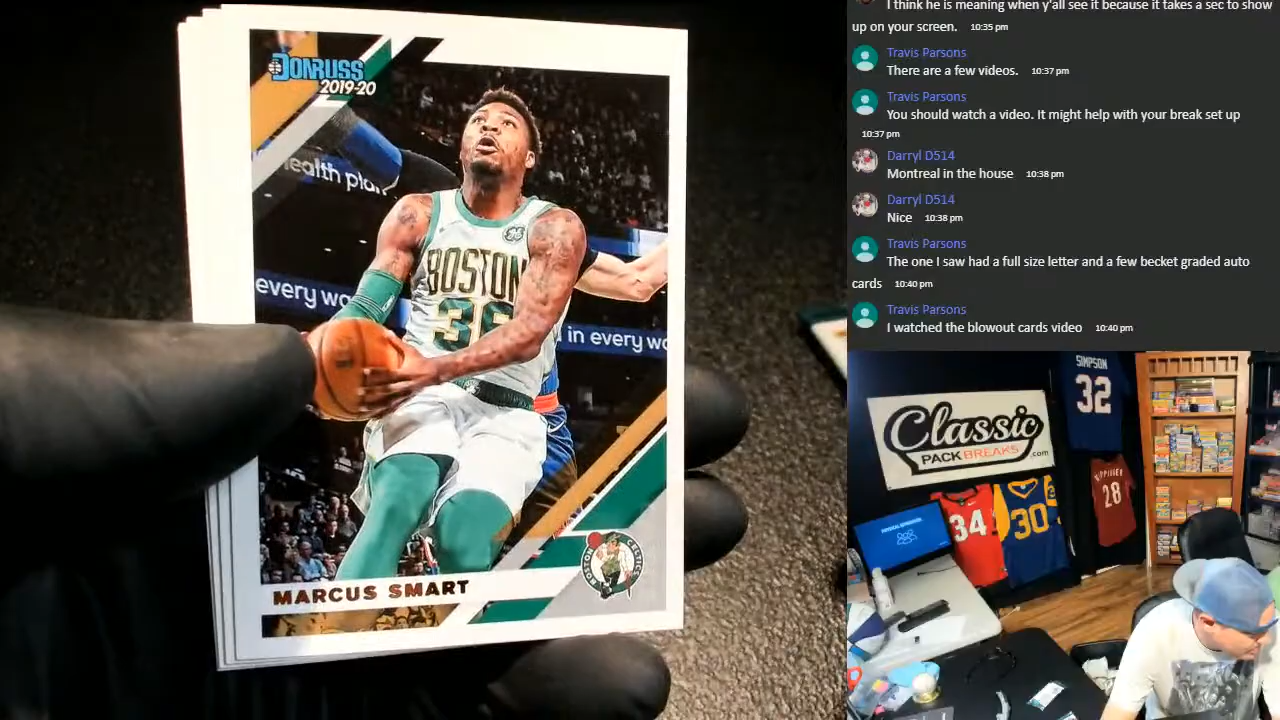 DONRUSS
2019-20
health plan
every wa
in every wo
BOSTON
36
MARCUS SMART
BOSTON CELTICS
I think he is meaning when y'all see it because it takes a sec to show
up on your screen. 10:35 pm
Travis Parsons
There are a few videos. 10:37 pm
Travis Parsons
You should watch a video. It might help with your break set up
10:37 pm
Darryl D514
Montreal in the house 10:38 pm
Darryl D514
Nice 10:38 pm
Travis Parsons
The one I saw had a full size letter and a few becket graded auto
cards 10:40 pm
Travis Parsons
I watched the blowout cards video 10:40 pm
SIMPSON
32
Classic
PACK BREAKS.com
34
30
28